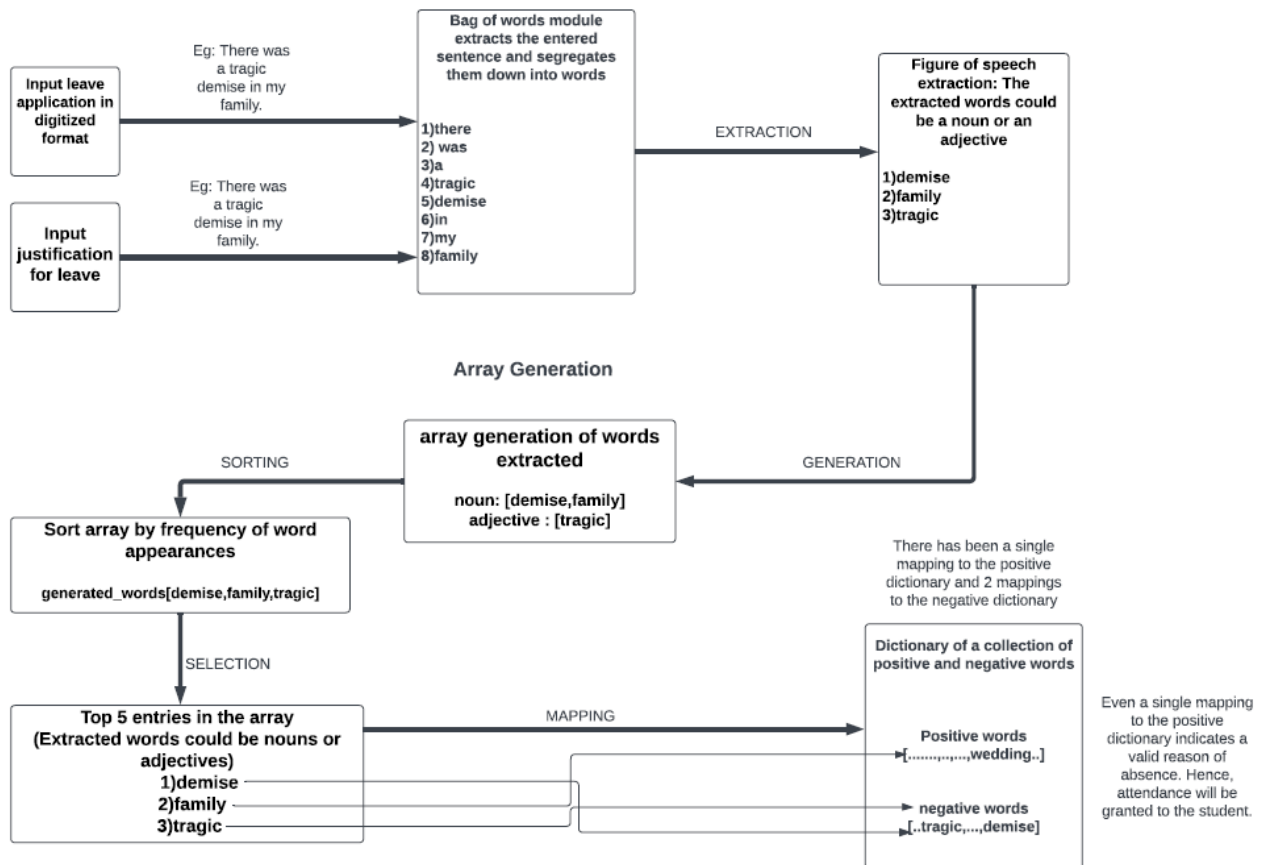 Input leave
application in
digitized
format
Eg: There was
a tragic
demise in my
family.
Input
justification
for leave
Eg: There was
a tragic
demise in my
family.
Bag of words module
extracts the entered
sentence and segregates
them down into words
1)there
2) was
3)a
4)tragic
5)demise
6)in
7)my
8)family
EXTRACTION
Figure of speech
extraction: The
extracted words could
be a noun or an
adjective
1)demise
2)family
3)tragic
Array Generation
GENERATION
array generation of words
extracted
noun: [demise,family]
adjective : [tragic]
SORTING
Sort array by frequency of word
appearances
generated_words[demise,family,tragic]
SELECTION
Top 5 entries in the array
(Extracted words could be nouns or
adjectives)
1)demise
2)family
3)tragic
MAPPING
There has been a single
mapping to the positive
dictionary and 2 mappings
to the negative dictionary
Dictionary of a collection of
positive and negative words
Positive words
[.......,..,...,wedding..]
negative words
[..tragic,...,demise]
Even a single mapping
to the positive
dictionary indicates a
valid reason of
absence. Hence,
attendance will be
granted to the student.